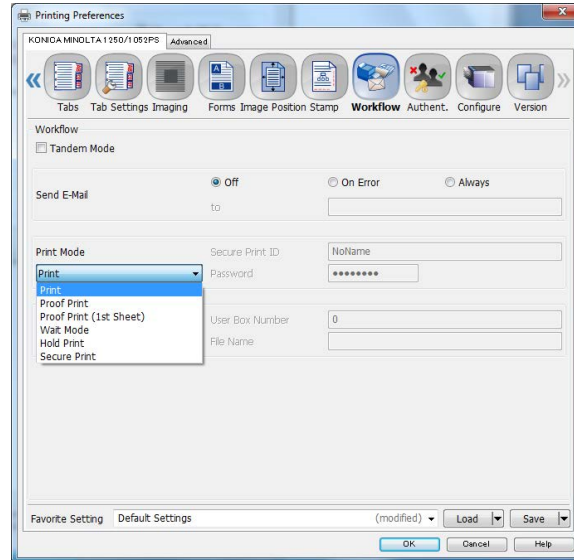 Printing Preferences
KONICA MINOLTA 1250/1052PS Advanced
Tabs Tab Settings Imaging Forms Image Position Stamp Workflow Authent. Configure Version
Workflow
Tandem Mode
Send E-Mail Off On Error Always
to
Print Mode Secure Print ID NoName
Print Password ●●●●●●●●
Print
Proof Print
Proof Print (1st Sheet)
Wait Mode
Hold Print
Secure Print
User Box Number 0
File Name
Favorite Setting Default Settings (modified) Load Save
OK Cancel Help